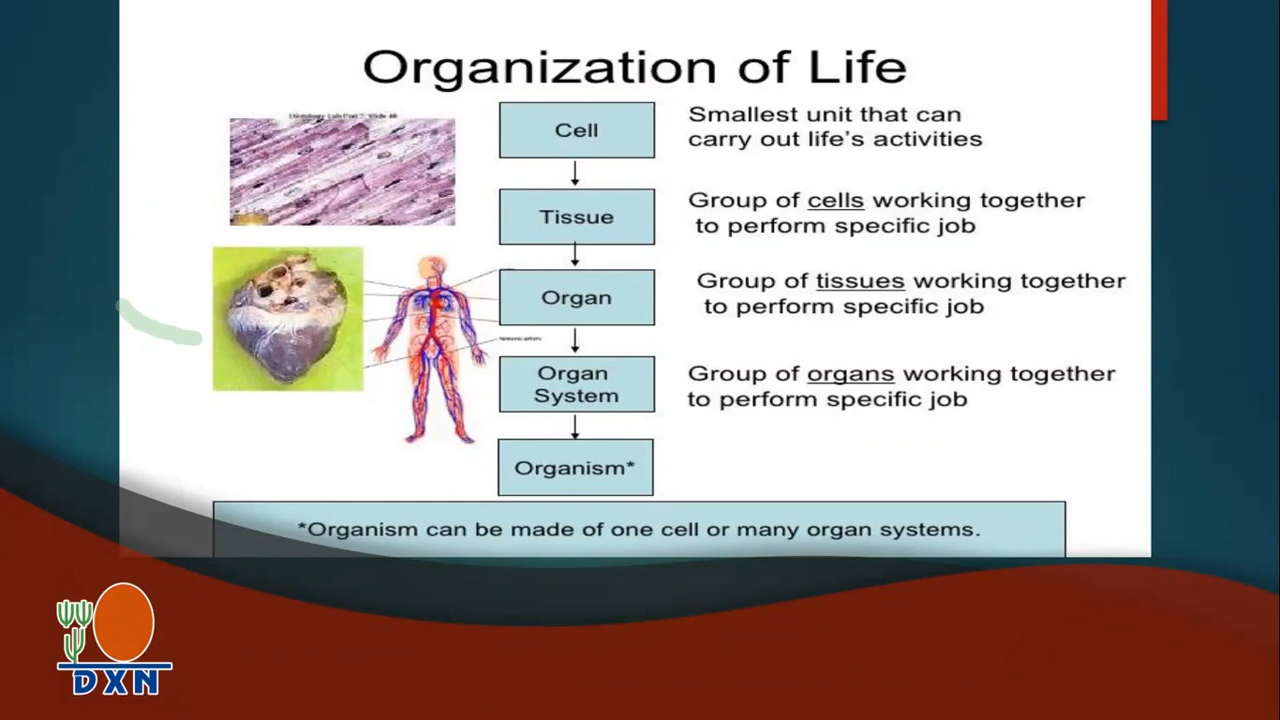 Organization of Life
Cell
Smallest unit that can
carry out life's activities
Tissue
Group of cells working together
to perform specific job
Organ
Group of tissues working together
to perform specific job
Organ
System
Group of organs working together
to perform specific job
Organism*
*Organism can be made of one cell or many organ systems.
DXN